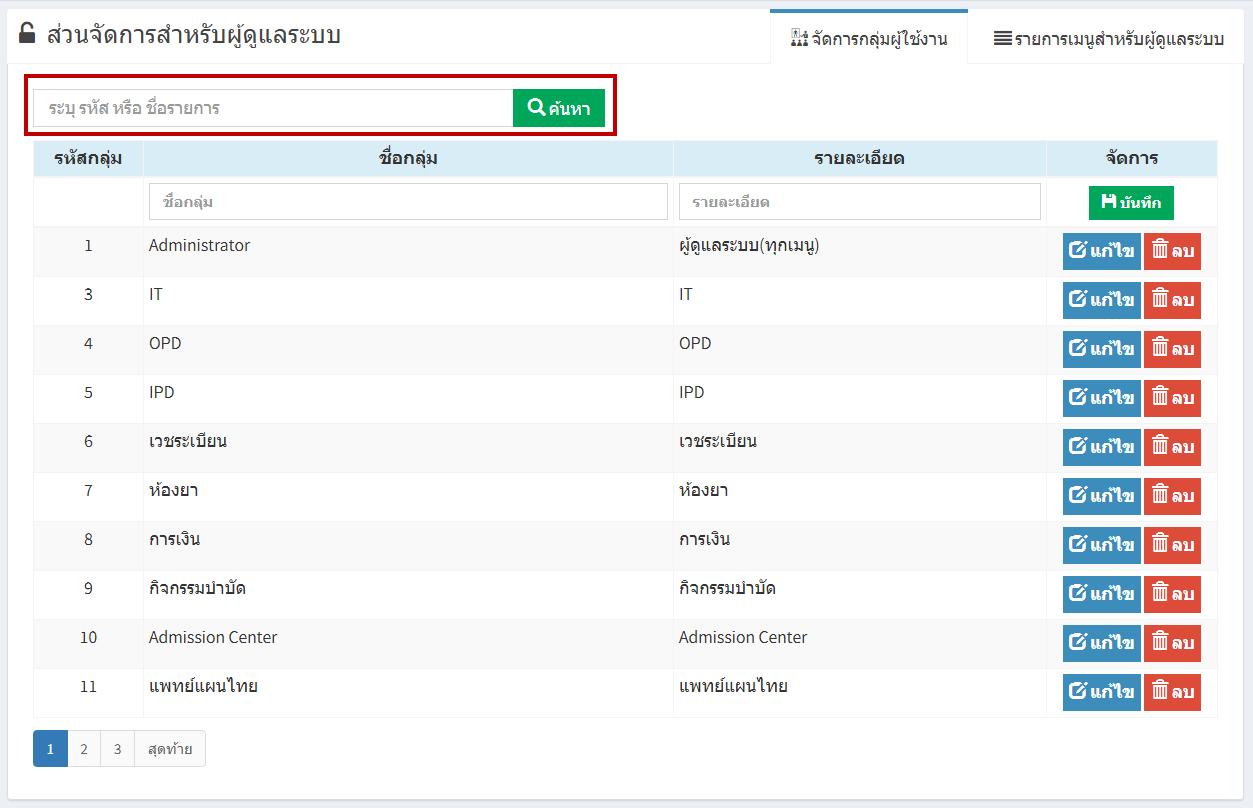 ส่วนจัดการสำหรับผู้ดูแลระบบ จัดการกลุ่มผู้ใช้งาน รายการเมนูสำหรับผู้ดูแลระบบ
ระบุ รหัส หรือ ชื่อรายการ ค้นหา
รหัสกลุ่ม ชื่อกลุ่ม รายละเอียด จัดการ
ชื่อกลุ่ม รายละเอียด บันทึก
1 Administrator ผู้ดูแลระบบ(ทุกเมนู) แก้ไข ลบ
3 IT IT แก้ไข ลบ
4 OPD OPD แก้ไข ลบ
5 IPD IPD แก้ไข ลบ
6 เวชระเบียน เวชระเบียน แก้ไข ลบ
7 ห้องยา ห้องยา แก้ไข ลบ
8 การเงิน การเงิน แก้ไข ลบ
9 กิจกรรมบำบัด กิจกรรมบำบัด แก้ไข ลบ
10 Admission Center Admission Center แก้ไข ลบ
11 แพทย์แผนไทย แพทย์แผนไทย แก้ไข ลบ
1 2 3 สุดท้าย